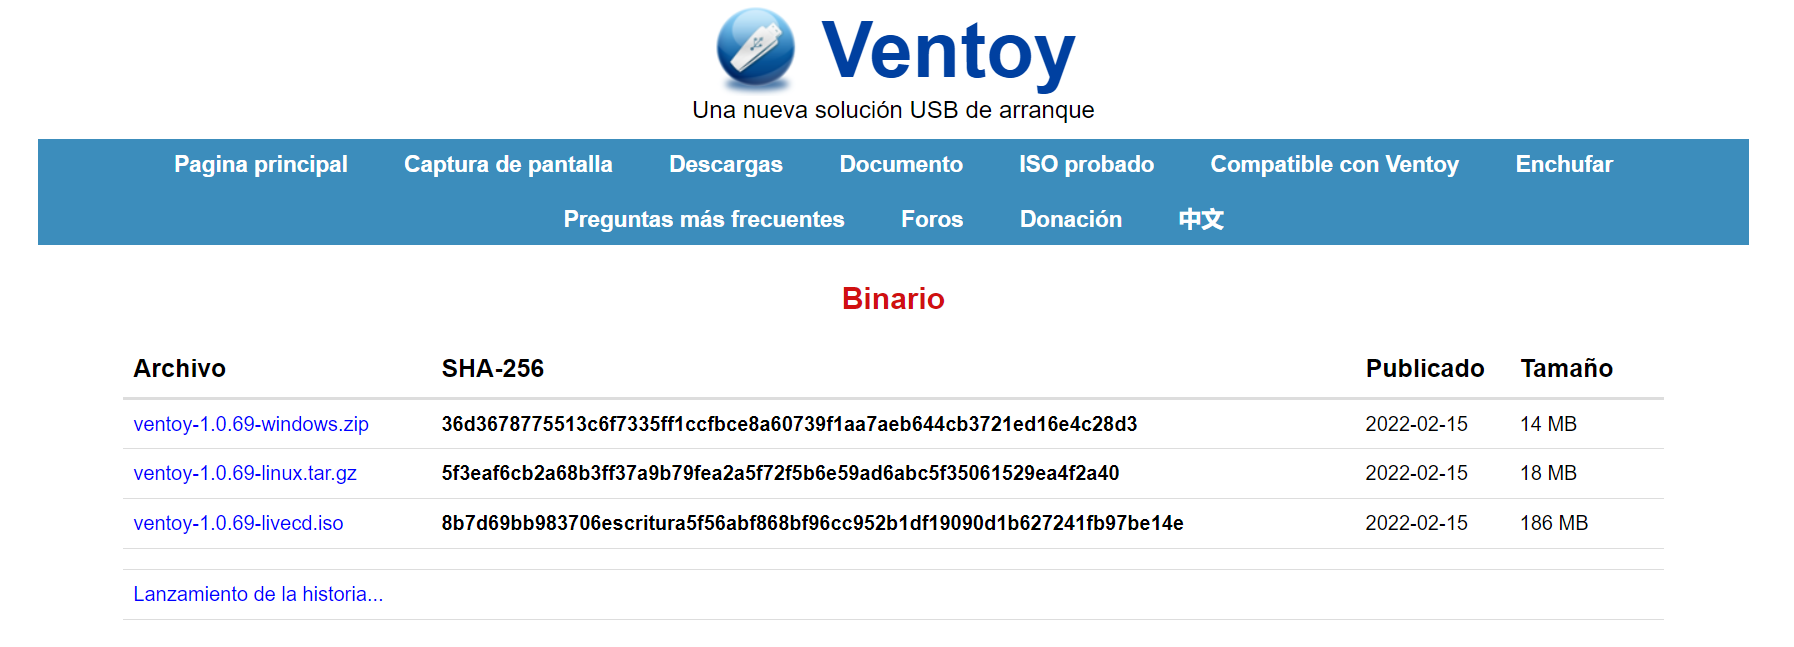 Ventoy
Una nueva solución USB de arranque
Pagina principal Captura de pantalla Descargas Documento ISO probado Compatible con Ventoy Enchufar
Preguntas más frecuentes Foros Donación 中文
Binario
Archivo SHA-256 Publicado Tamaño
ventoy-1.0.69-windows.zip 36d3678775513c6f7335ff1ccfbce8a60739f1aa7aeb644cb3721ed16e4c28d3 2022-02-15 14 MB
ventoy-1.0.69-linux.tar.gz 5f3eaf6cb2a68b3ff37a9b79fea2a5f72f5b6e59ad6abc5f35061529ea4f2a40 2022-02-15 18 MB
ventoy-1.0.69-livecd.iso 8b7d69bb983706escritura5f56abf868bf96cc952b1df19090d1b627241fb97be14e 2022-02-15 186 MB
Lanzamiento de la historia...